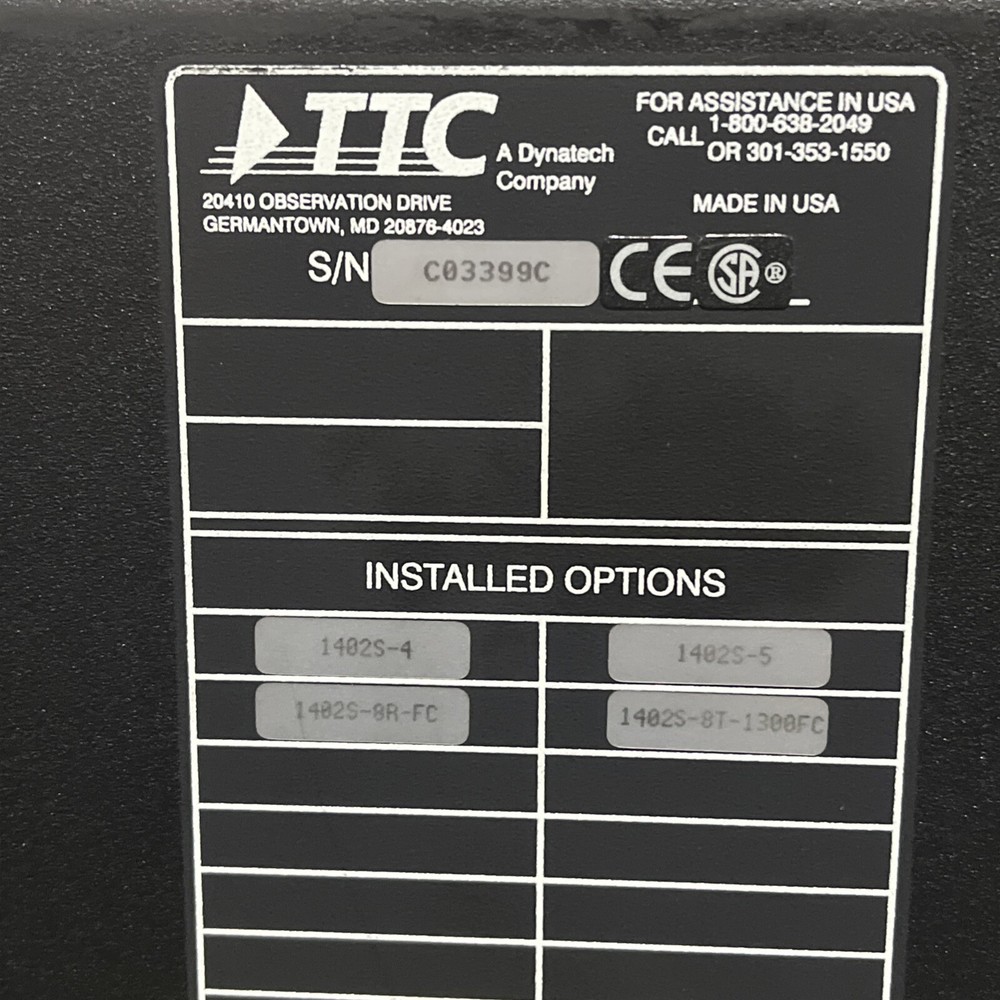 TTC
A Dynatech
Company
20410 OBSERVATION DRIVE
GERMANTOWN, MD 20876-4023
FOR ASSISTANCE IN USA
CALL 1-800-638-2049
OR 301-353-1550
MADE IN USA
S/N C03399C CE SA®
INSTALLED OPTIONS
1402S-4 1402S-5
1402S-8R-FC 1402S-8T-1300FC